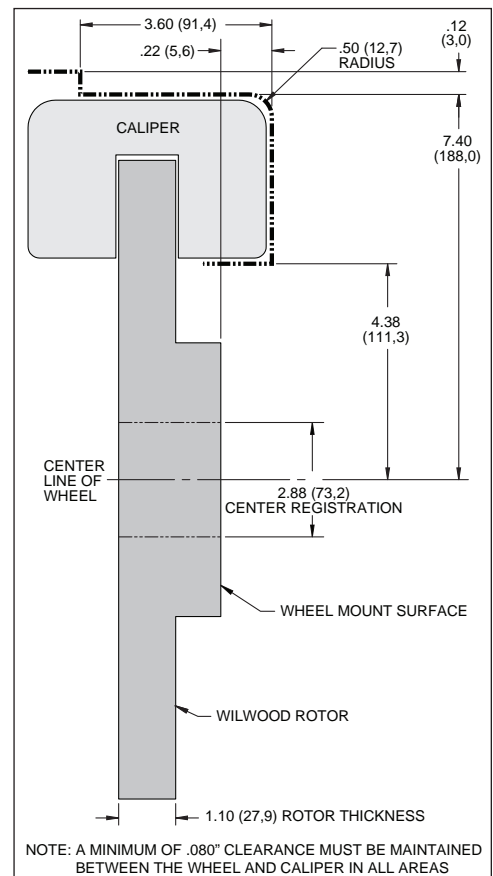 3.60 (91,4)
.22 (5,6)
.50 (12,7)
RADIUS
.12
(3,0)
CALIPER
7.40
(188,0)
4.38
(111,3)
CENTER
LINE OF
WHEEL
2.88 (73,2)
CENTER REGISTRATION
WHEEL MOUNT SURFACE
WILWOOD ROTOR
1.10 (27,9) ROTOR THICKNESS
NOTE: A MINIMUM OF .080" CLEARANCE MUST BE MAINTAINED
BETWEEN THE WHEEL AND CALIPER IN ALL AREAS